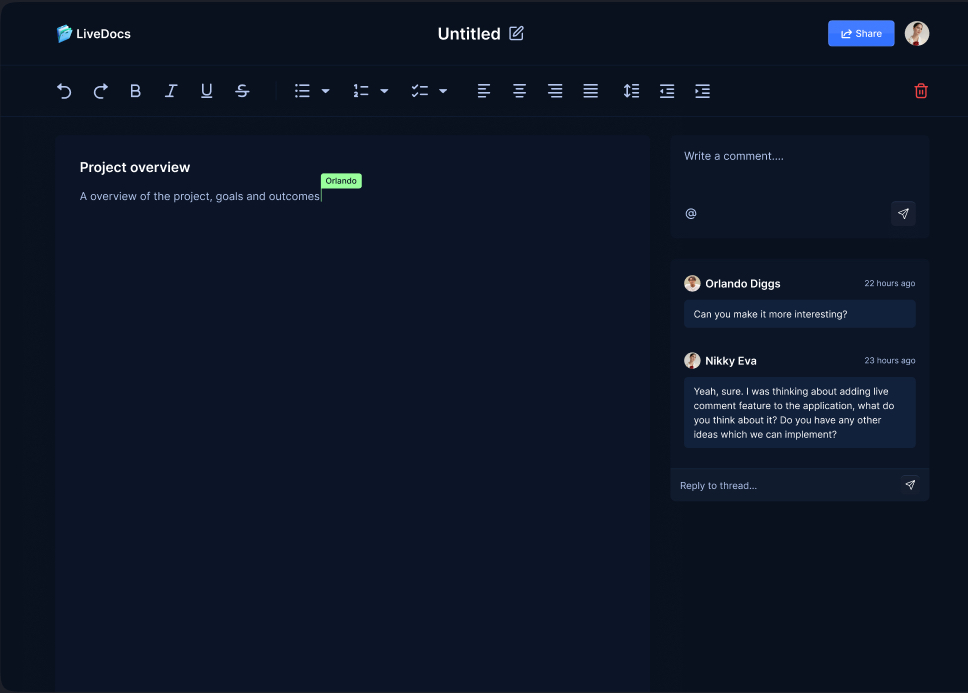 LiveDocs
Untitled
Share
B I U S
Project overview
Orlando
A overview of the project, goals and outcomes
Write a comment....
@
Orlando Diggs
22 hours ago
Can you make it more interesting?
Nikky Eva
23 hours ago
Yeah, sure. I was thinking about adding live
comment feature to the application, what do
you think about it? Do you have any other
ideas which we can implement?
Reply to thread...